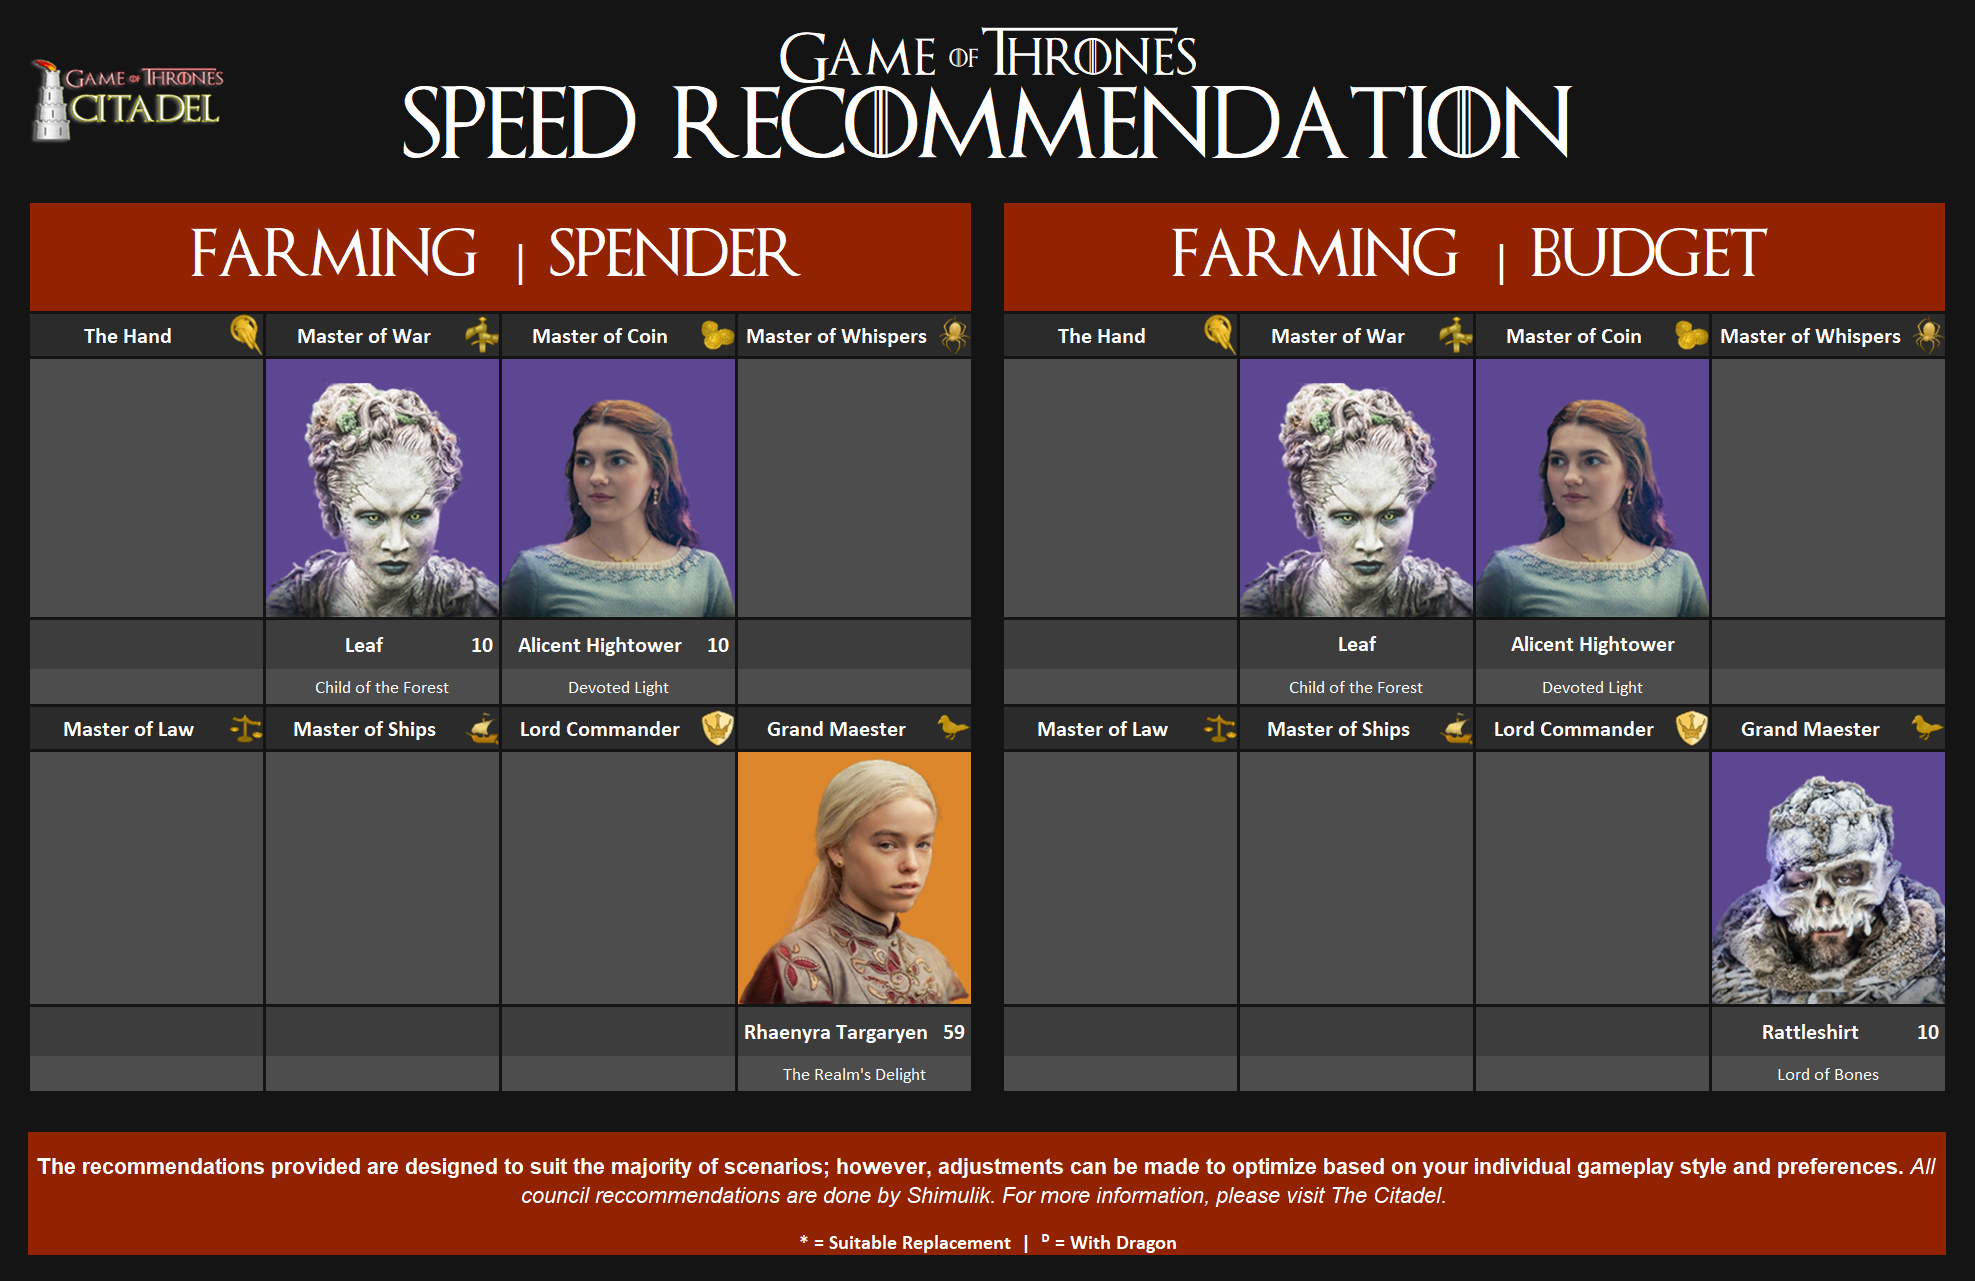 GAME OF THRONES
CITADEL
GAME OF THRONES
SPEED RECOMMENDATION
FARMING | SPENDER
The Hand
Master of War
Master of Coin
Master of Whispers
Leaf 10
Alicent Hightower 10
Child of the Forest
Devoted Light
Master of Law
Master of Ships
Lord Commander
Grand Maester
Rhaenyra Targaryen 59
The Realm's Delight
FARMING | BUDGET
The Hand
Master of War
Master of Coin
Master of Whispers
Leaf
Alicent Hightower
Child of the Forest
Devoted Light
Master of Law
Master of Ships
Lord Commander
Grand Maester
Rattleshirt 10
Lord of Bones
The recommendations provided are designed to suit the majority of scenarios; however, adjustments can be made to optimize based on your individual gameplay style and preferences. All
council reccommendations are done by Shimulik. For more information, please visit The Citadel.
* = Suitable Replacement | ᴰ = With Dragon